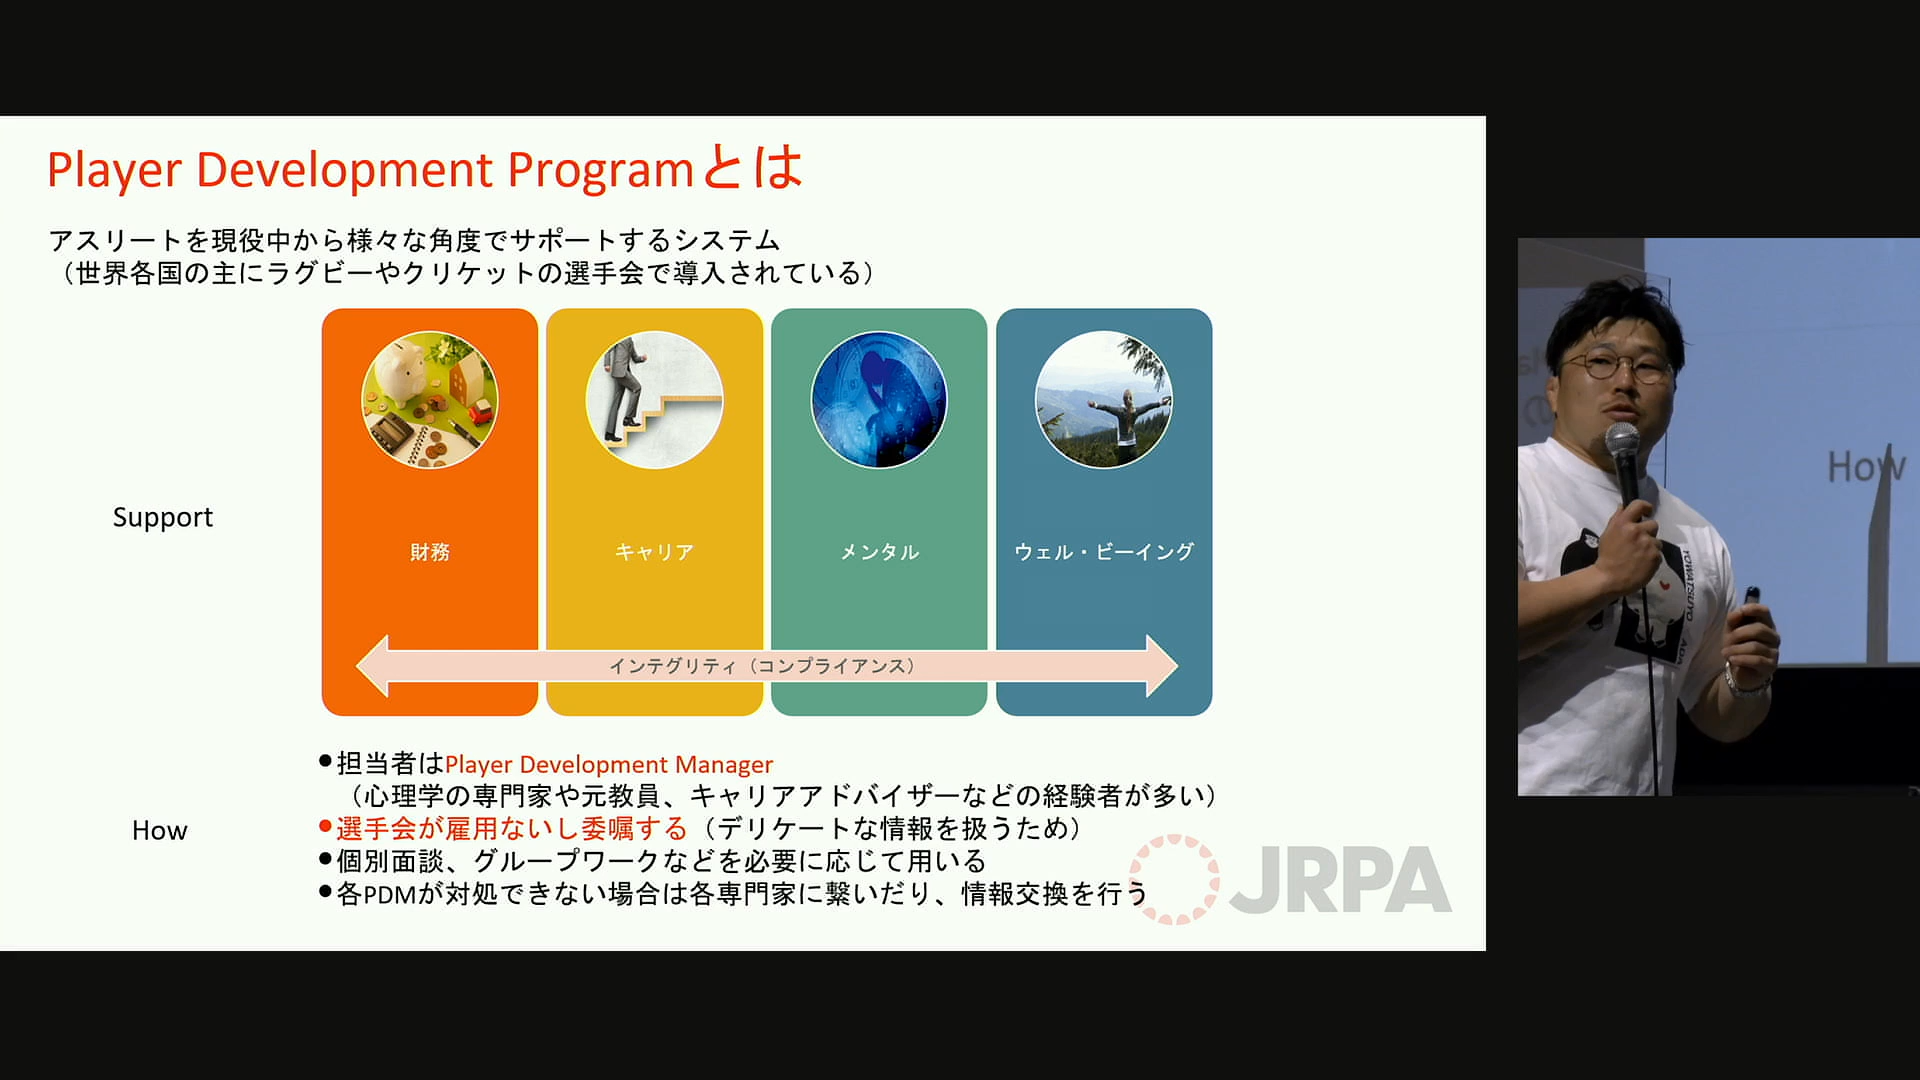 Player Development Programとは
アスリートを現役中から様々な角度でサポートするシステム
（世界各国の主にラグビーやクリケットの選手会で導入されている）
Support
財務
キャリア
メンタル
ウェル・ビーイング
インテグリティ（コンプライアンス）
How
●担当者はPlayer Development Manager
（心理学の専門家や元教員、キャリアアドバイザーなどの経験者が多い）
●選手会が雇用ないし委嘱する（デリケートな情報を扱うため）
●個別面談、グループワークなどを必要に応じて用いる
●各PDMが対処できない場合は各専門家に繋いだり、情報交換を行う
JRPA
How
YOWATSUYO